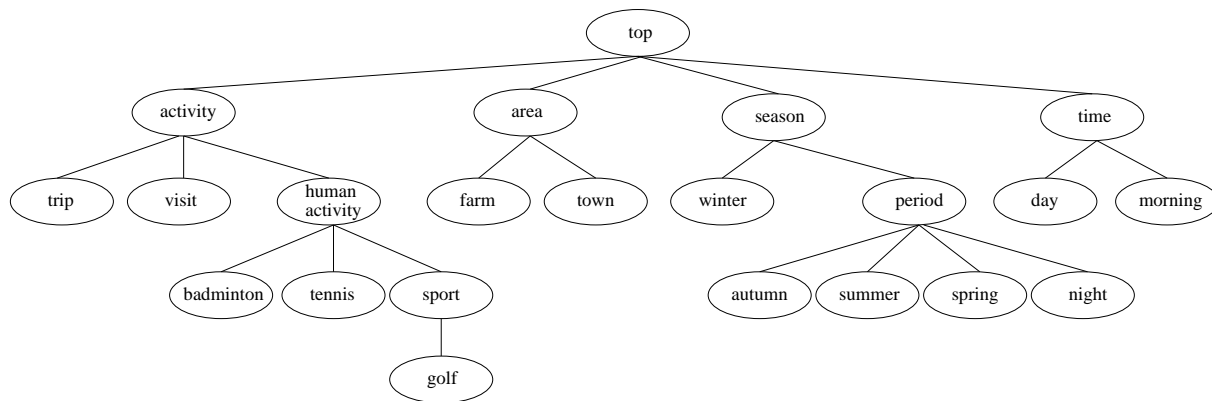 top
activity
area
season
time
trip
visit
human
activity
farm
town
winter
period
day
morning
badminton
tennis
sport
autumn
summer
spring
night
golf